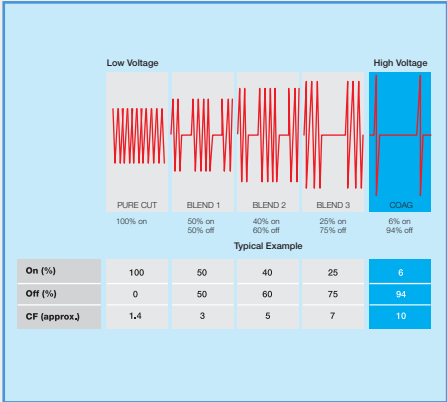 Low Voltage High Voltage
PURE CUT BLEND 1 BLEND 2 BLEND 3 COAG
100% on 50% on 40% on 25% on 6% on
50% off 60% off 75% off 94% off
Typical Example
On (%) 100 50 40 25 6
Off (%) 0 50 60 75 94
CF (approx.) 1.4 3 5 7 10